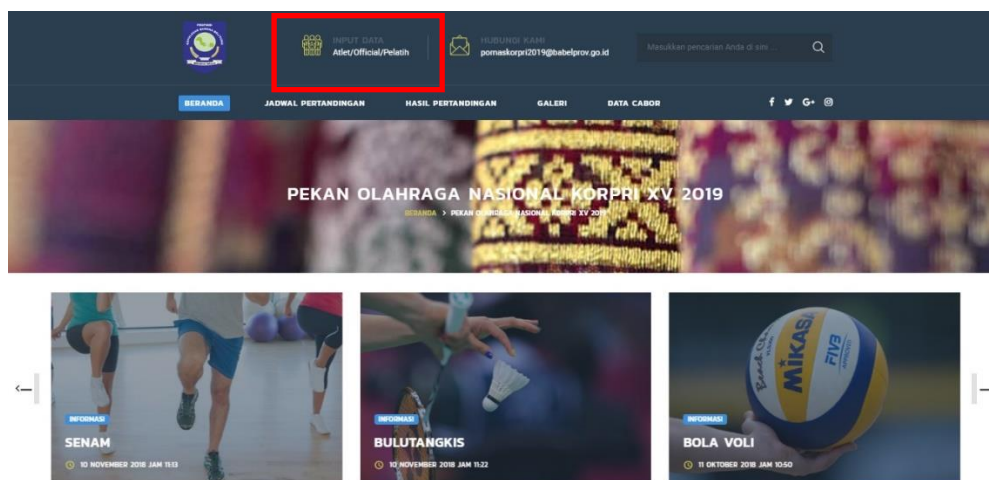 INPUT DATA
Atlet/Official/Pelatih
HUBUNGI KAMI
pornaskorpri2019@babelprov.go.id
Masukkan pencarian Anda di sini ...
BERANDA
JADWAL PERTANDINGAN
HASIL PERTANDINGAN
GALERI
DATA CABOR
PEKAN OLAHRAGA NASIONAL KORPRI XV 2019
BERANDA > PEKAN OLAHRAGA NASIONAL KORPRI XV 2019
INFORMASI
SENAM
10 NOVEMBER 2018 JAM 11:13
INFORMASI
BULUTANGKIS
10 NOVEMBER 2018 JAM 11:22
Beach
MIKASA
FIVB
APPROVED
INFORMASI
BOLA VOLI
11 OKTOBER 2018 JAM 10:50